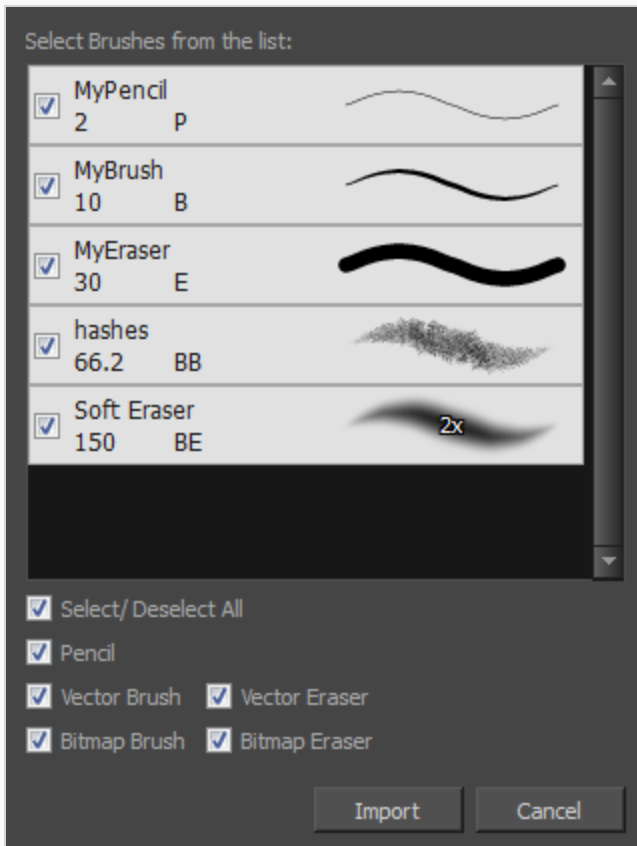 Select Brushes from the list:
MyPencil
2 P
MyBrush
10 B
MyEraser
30 E
hashes
66.2 BB
Soft Eraser
150 BE
2x
Select/ Deselect All
Pencil
Vector Brush Vector Eraser
Bitmap Brush Bitmap Eraser
Import Cancel